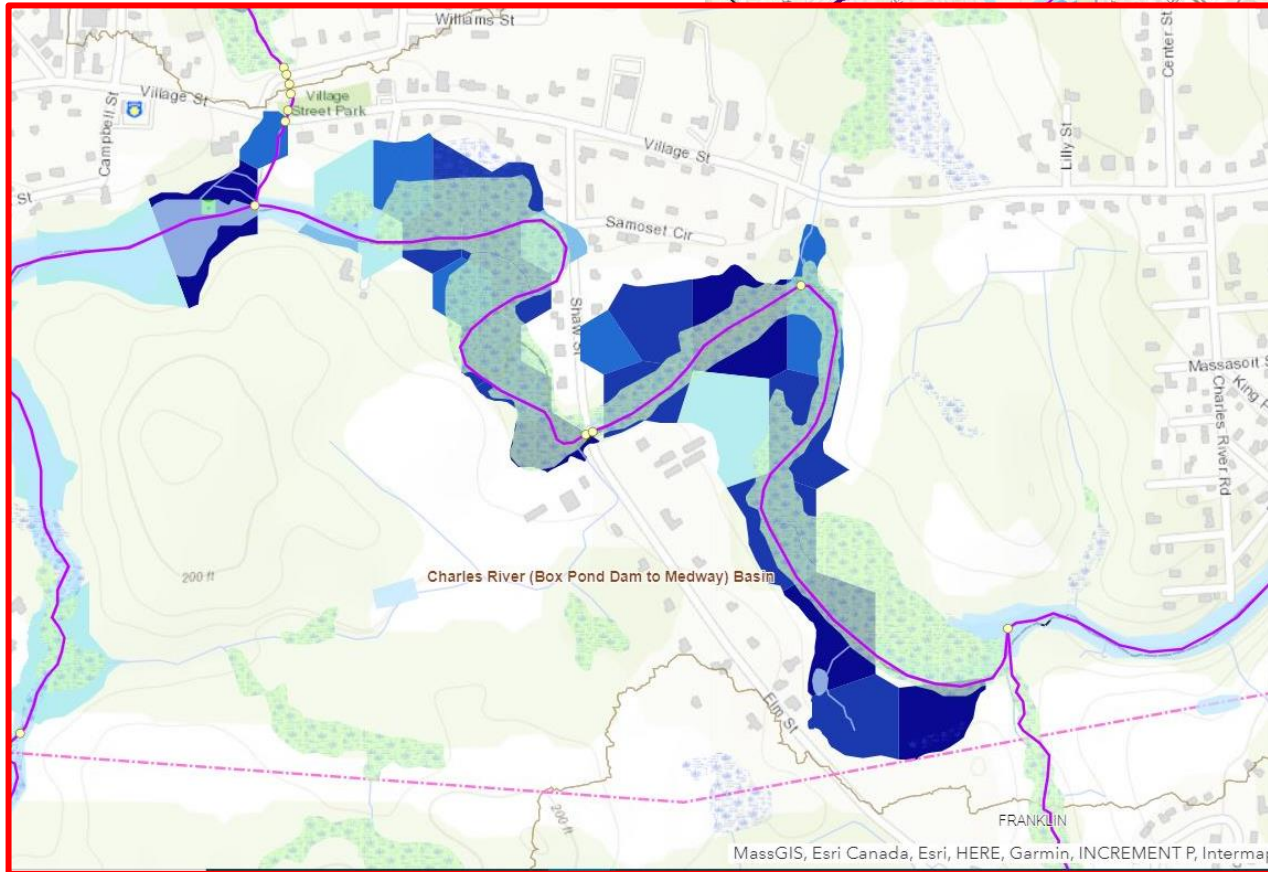 Williams St
Center St
Village St
Village
Street Park
Campbell St
Village St
Lilly St
St
Samoset Cir
Shaw St
Massasoit S
King P
Charles River Rd
200 ft
Charles River (Box Pond Dam to Medway) Basin
Elm St
200 ft
FRANKLIN
MassGIS, Esri Canada, Esri, HERE, Garmin, INCREMENT P, Intermap